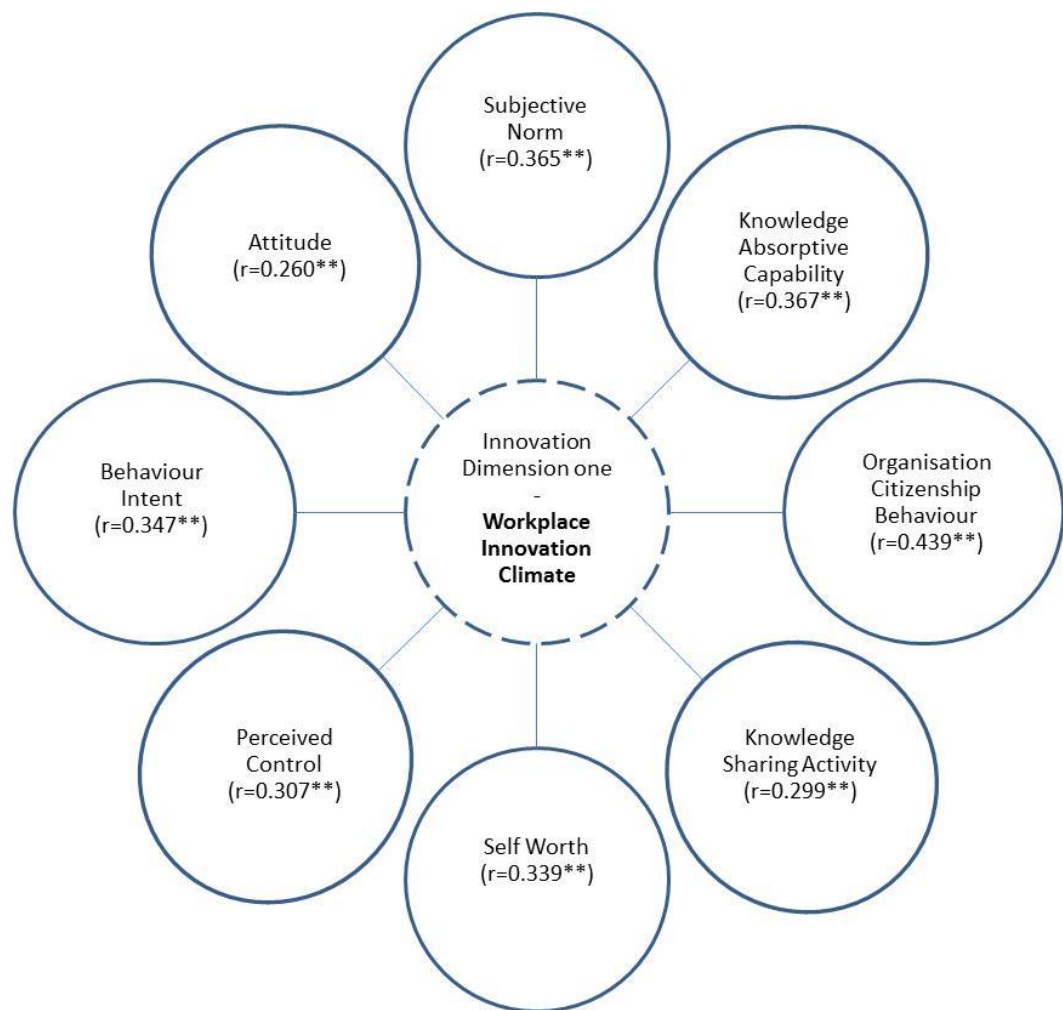 Subjective
Norm
(r=0.365**)
Attitude
(r=0.260**)
Knowledge
Absorptive
Capability
(r=0.367**)
Behaviour
Intent
(r=0.347**)
Innovation
Dimension one
-
Workplace
Innovation
Climate
Organisation
Citizenship
Behaviour
(r=0.439**)
Perceived
Control
(r=0.307**)
Knowledge
Sharing Activity
(r=0.299**)
Self Worth
(r=0.339**)